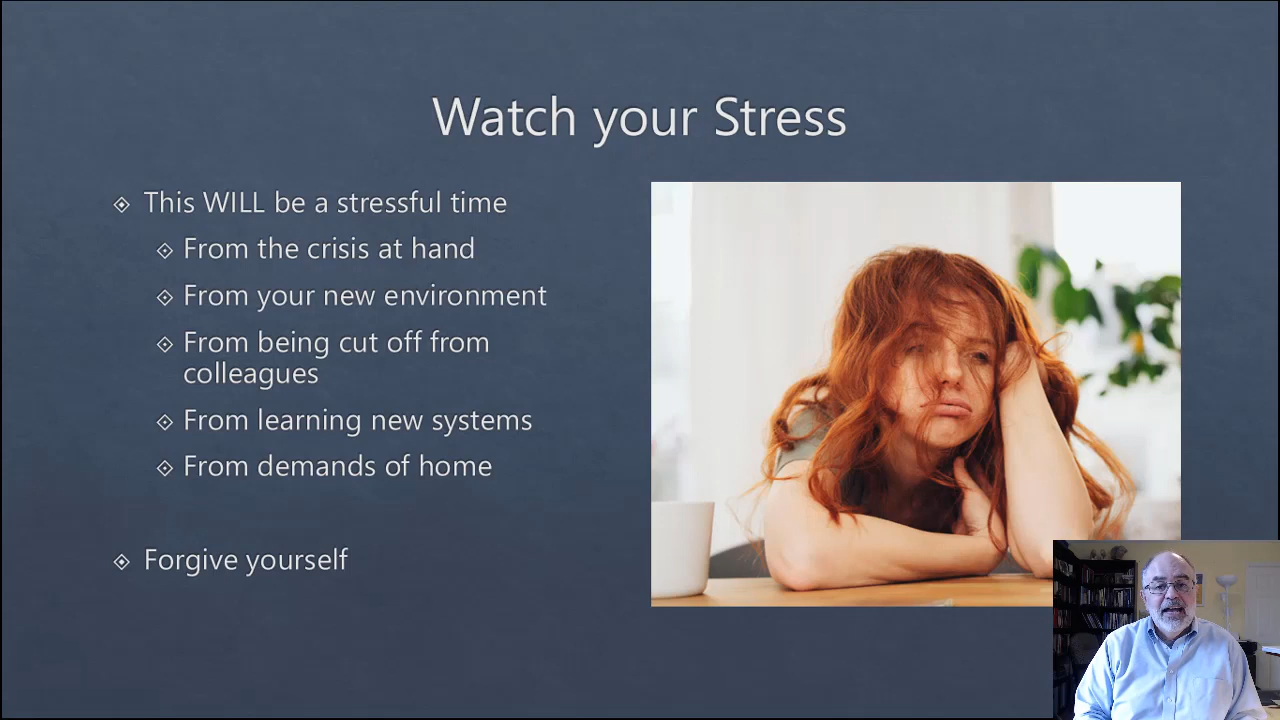 Watch your Stress
This WILL be a stressful time
From the crisis at hand
From your new environment
From being cut off from
colleagues
From learning new systems
From demands of home
Forgive yourself